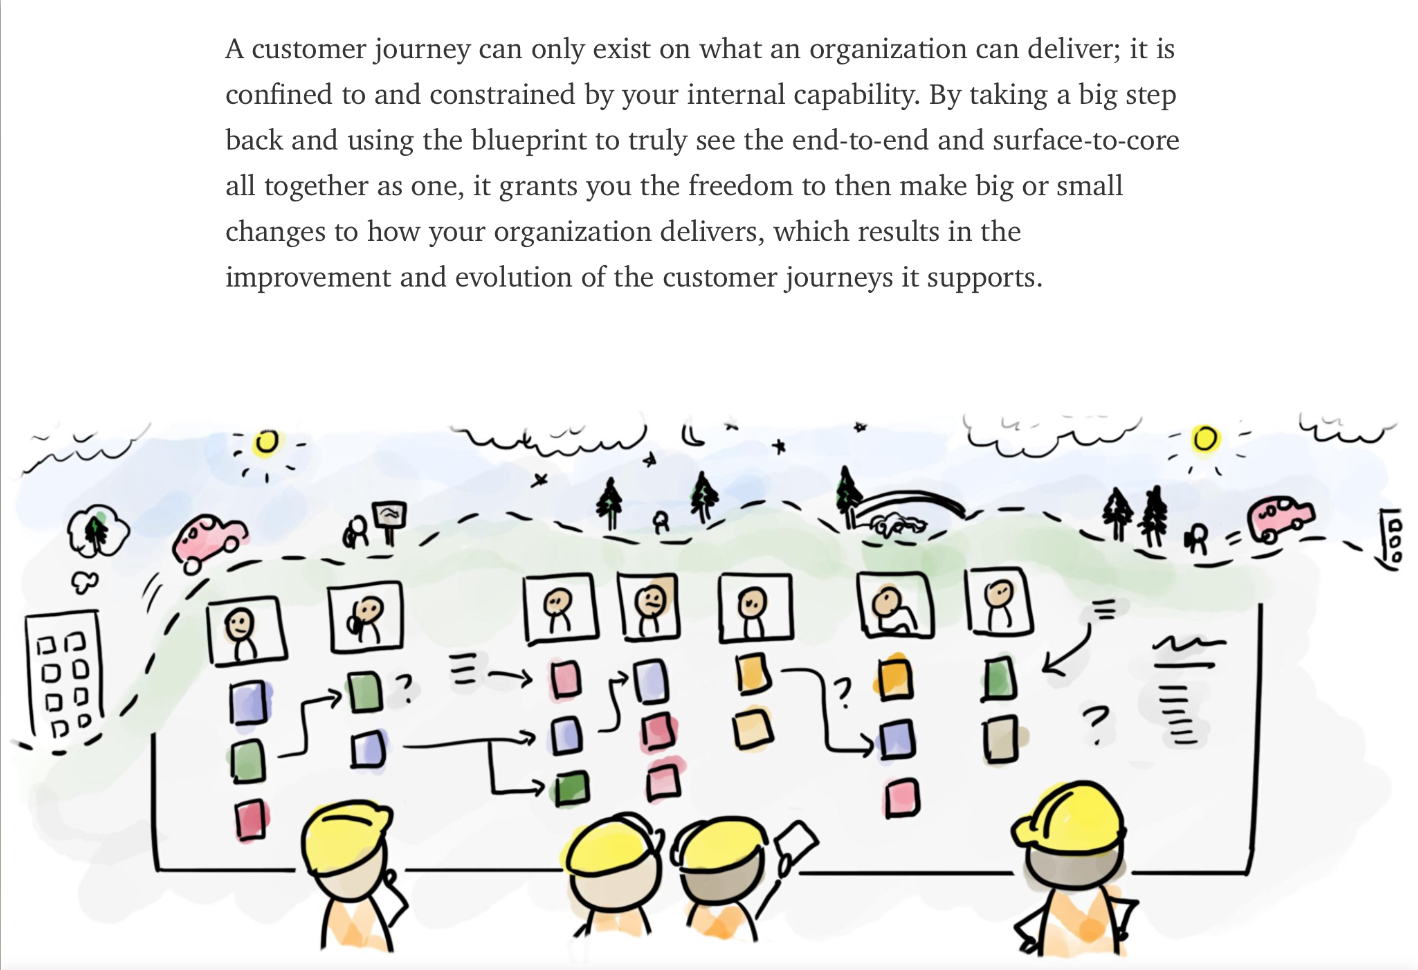 A customer journey can only exist on what an organization can deliver; it is
confined to and constrained by your internal capability. By taking a big step
back and using the blueprint to truly see the end-to-end and surface-to-core
all together as one, it grants you the freedom to then make big or small
changes to how your organization delivers, which results in the
improvement and evolution of the customer journeys it supports.
?
?
?